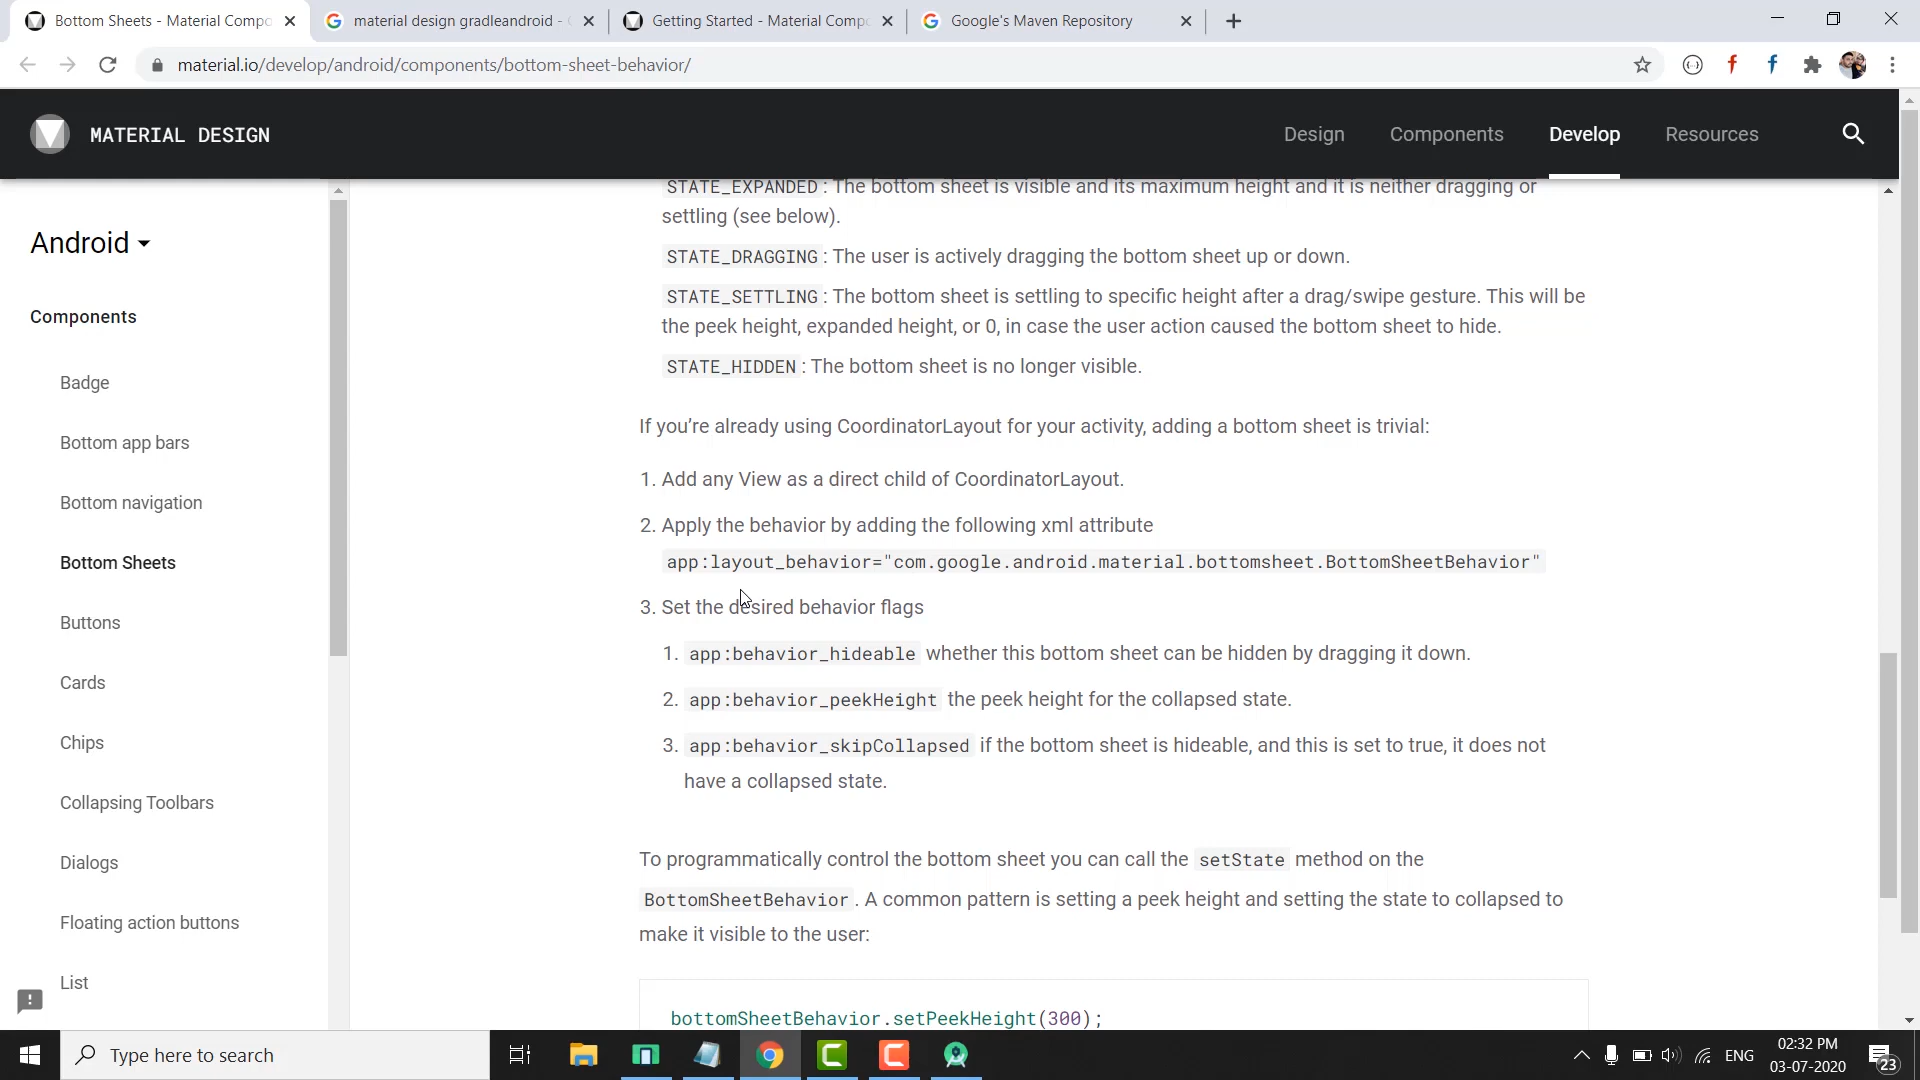 Bottom Sheets - Material Compo
material design gradleandroid -
Getting Started - Material Compo
Google's Maven Repository
material.io/develop/android/components/bottom-sheet-behavior/
MATERIAL DESIGN
Design
Components
Develop
Resources
Android
Components
Badge
Bottom app bars
Bottom navigation
Bottom Sheets
Buttons
Cards
Chips
Collapsing Toolbars
Dialogs
Floating action buttons
List
STATE_EXPANDED : The bottom sheet is visible and its maximum height and it is neither dragging or
settling (see below).
STATE_DRAGGING : The user is actively dragging the bottom sheet up or down.
STATE_SETTLING : The bottom sheet is settling to specific height after a drag/swipe gesture. This will be
the peek height, expanded height, or 0, in case the user action caused the bottom sheet to hide.
STATE_HIDDEN : The bottom sheet is no longer visible.
If you’re already using CoordinatorLayout for your activity, adding a bottom sheet is trivial:
1. Add any View as a direct child of CoordinatorLayout.
2. Apply the behavior by adding the following xml attribute
app:layout_behavior="com.google.android.material.bottomsheet.BottomSheetBehavior"
3. Set the desired behavior flags
1. app:behavior_hideable whether this bottom sheet can be hidden by dragging it down.
2. app:behavior_peekHeight the peek height for the collapsed state.
3. app:behavior_skipCollapsed if the bottom sheet is hideable, and this is set to true, it does not
have a collapsed state.
To programmatically control the bottom sheet you can call the setState method on the
BottomSheetBehavior . A common pattern is setting a peek height and setting the state to collapsed to
make it visible to the user:
bottomSheetBehavior.setPeekHeight(300);
Type here to search
ENG
02:32 PM
03-07-2020
23